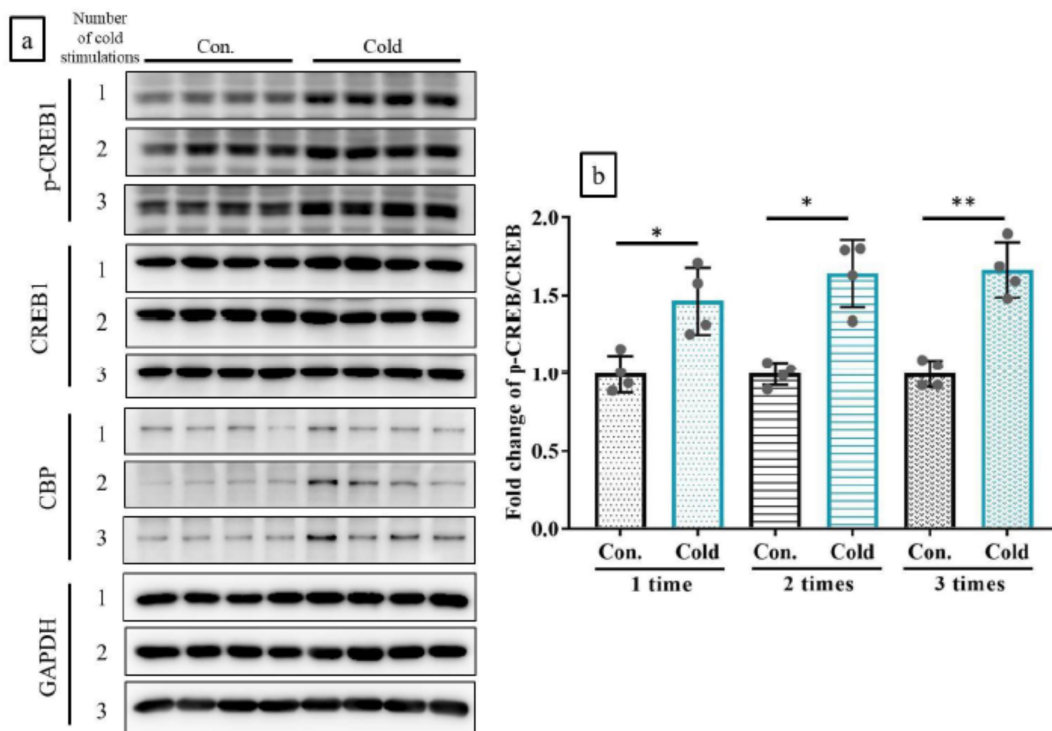 a
Number
of cold
stimulations
Con.
Cold
p-CREB1
1
2
3
CREB1
1
2
3
CBP
1
2
3
GAPDH
1
2
3
b
Fold change of p-CREB/CREB
2.0
1.5
1.0
0.5
0.0
*
*
**
Con.
Cold
Con.
Cold
Con.
Cold
1 time
2 times
3 times